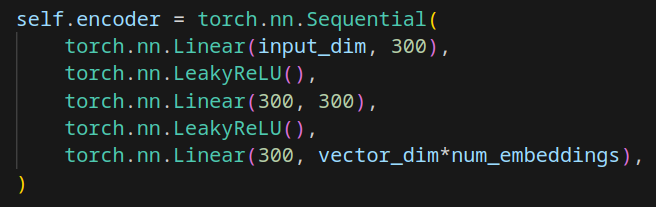 self.encoder = torch.nn.Sequential(
    torch.nn.Linear(input_dim, 300),
    torch.nn.LeakyReLU(),
    torch.nn.Linear(300, 300),
    torch.nn.LeakyReLU(),
    torch.nn.Linear(300, vector_dim*num_embeddings),
)